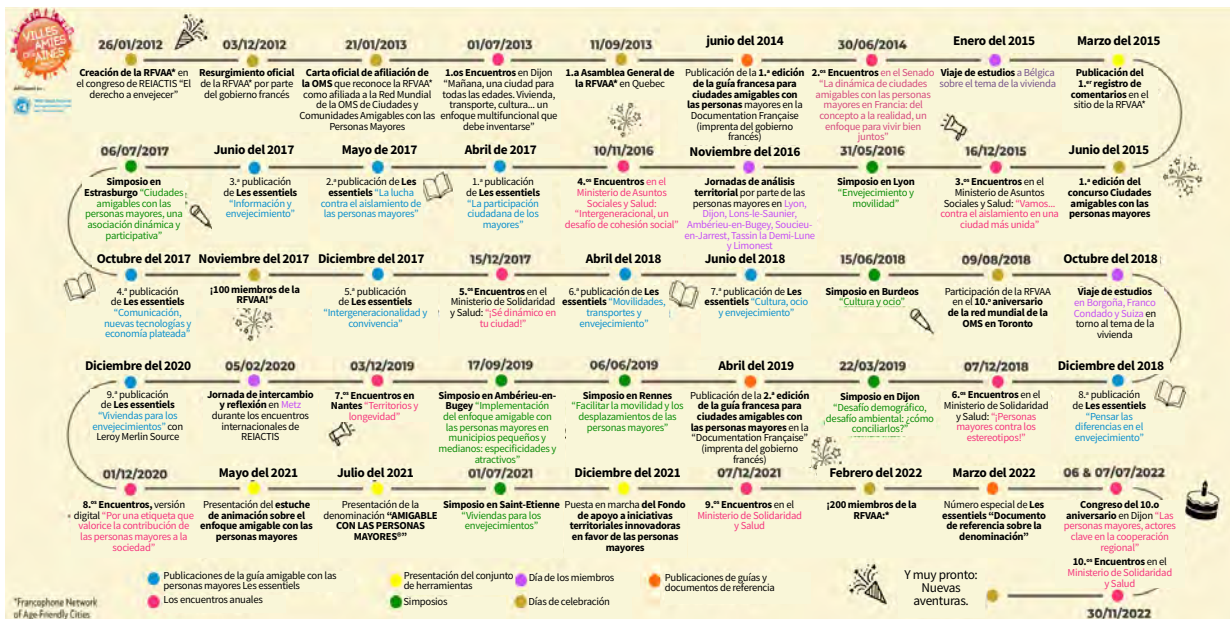 VILLES
AMIES
DES
AÎNÉS
26/01/2012
Creación de la RFVAA* en
el congreso de REIACTIS "El
derecho a envejecer"
03/12/2012
Resurgimiento oficial
de la RFVAA* por parte
del gobierno francés
21/01/2013
Carta oficial de afiliación de
la OMS que reconoce la RFVAA*
como afiliada a la Red Mundial
de la OMS de Ciudades y
Comunidades Amigables con las
Personas Mayores
01/07/2013
1.os Encuentros en Dijon
"Mañana, una ciudad para
todas las edades. Vivienda,
transporte, cultura... un
enfoque multifuncional que
debe inventarse"
11/09/2013
1.a Asamblea General de
la RFVAA* en Quebec
junio del 2014
Publicación de la 1.ª edición
de la guía francesa para
ciudades amigables con
las personas mayores en la
Documentation Française
(imprenta del gobierno
francés)
30/06/2014
2.os Encuentros en el Senado
"La dinámica de ciudades
amigables con las personas
mayores en Francia: del
concepto a la realidad, un
enfoque para vivir bien
juntos"
Enero del 2015
Viaje de estudios a Bélgica
sobre el tema de la vivienda
Marzo del 2015
Publicación del
1.er registro de
comentarios en el
sitio de la RFVAA*
06/07/2017
Simposio en
Estrasburgo "Ciudades
amigables con las
personas mayores, una
asociación dinámica y
participativa"
Junio del 2017
3.ª publicación
de Les essentiels
"Información y
envejecimiento"
Mayo de 2017
2.ª publicación de Les
essentiels "La lucha
contra el aislamiento de
las personas mayores"
Abril de 2017
1.ª publicación
de Les essentiels
"La participación
ciudadana de los
mayores"
10/11/2016
4.os Encuentros en el
Ministerio de Asuntos
Sociales y Salud:
"Intergeneracional, un
desafío de cohesión social"
Noviembre del 2016
Jornadas de análisis
territorial por parte de las
personas mayores en Lyon,
Dijon, Lons-le-Saunier,
Ambérieu-en-Bugey, Soucieu-
en-Jarrest, Tassin la Demi-Lune
y Limonest
31/05/2016
Simposio en Lyon
"Envejecimiento y
movilidad"
16/12/2015
3.os Encuentros en el
Ministerio de Asuntos
Sociales y Salud: "Vamos...
contra el aislamiento en una
ciudad más unida"
Junio del 2015
1.ª edición del
concurso Ciudades
amigables con las
personas mayores
Octubre del 2017
4.ª publicación
de Les essentiels
"Comunicación,
nuevas tecnologías y
economía plateada"
Noviembre del 2017
¡100 miembros de la
RFVAA!*
Diciembre del 2017
5.ª publicación
de Les essentiels
"Intergeneracionalidad y
convivencia"
15/12/2017
5.os Encuentros en el
Ministerio de Solidaridad
y Salud: "¡Sé dinámico en
tu ciudad!"
Abril del 2018
6.ª publicación de Les
essentiels "Movilidades,
transportes y
envejecimiento"
Junio del 2018
7.ª publicación de Les
essentiels "Cultura, ocio
y envejecimiento"
15/06/2018
Simposio en Burdeos
"Cultura y ocio"
09/08/2018
Participación de la RFVAA
en el 10.º aniversario
de la red mundial de la
OMS en Toronto
Octubre del 2018
Viaje de estudios
en Borgoña, Franco
Condado y Suiza en
torno al tema de la
vivienda
Diciembre del 2020
9.ª publicación
de Les essentiels
"Viviendas para los
envejecimientos" con
Leroy Merlin Source
05/02/2020
Jornada de intercambio
y reflexión en Metz
durante los encuentros
internacionales de
REIACTIS
03/12/2019
7.os Encuentros en
Nantes "Territorios y
longevidad"
17/09/2019
Simposio en Ambérieu-en-
Bugey "Implementación
del enfoque amigable con
las personas mayores en
municipios pequeños y
medianos: especificidades y
atractivos"
06/06/2019
Simposio en Rennes
"Facilitar la movilidad y los
desplazamientos de las
personas mayores"
Abril del 2019
Publicación de la 2.ª edición
de la guía francesa para
ciudades amigables con
las personas mayores en la
"Documentation Française"
(imprenta del gobierno
francés)
22/03/2019
Simposio en Dijon
"Desafío demográfico,
desafío ambiental: ¿cómo
conciliarlos?"
07/12/2018
6.os Encuentros en el
Ministerio de Solidaridad
y Salud: "¡Personas
mayores contra los
estereotipos!"
Diciembre del 2018
8.ª publicación
de Les essentiels
"Pensar las
diferencias en el
envejecimiento"
01/12/2020
8.os Encuentros, versión
digital "Por una etiqueta que
valorice la contribución de
las personas mayores a la
sociedad"
Mayo del 2021
Presentación del estuche
de animación sobre el
enfoque amigable con las
personas mayores
Julio del 2021
Presentación de la
denominación "AMIGABLE
CON LAS PERSONAS
MAYORES®"
01/07/2021
Simposio en Saint-Etienne
"Viviendas para los
envejecimientos"
Diciembre del 2021
Puesta en marcha del Fondo
de apoyo a iniciativas
territoriales innovadoras
en favor de las personas
mayores
07/12/2021
9.os Encuentros en el
Ministerio de Solidaridad
y Salud
Febrero del 2022
¡200 miembros de la
RFVAA:*
Marzo del 2022
Número especial de Les
essentiels "Documento
de referencia sobre la
denominación"
06 & 07/07/2022
Congreso del 10.o
aniversario en Dijon "Las
personas mayores, actores
clave en la cooperación
regional"
10.os Encuentros en el
Ministerio de Solidaridad
y Salud
30/11/2022
Y muy pronto:
Nuevas
aventuras.
Publicaciones de la guía amigable con las
personas mayores Les essentiels
Los encuentros anuales
Presentación del conjunto
de herramientas
Simposios
Día de los miembros
Días de celebración
Publicaciones de guías y
documentos de referencia
*Francophone Network
of Age-Friendly Cities